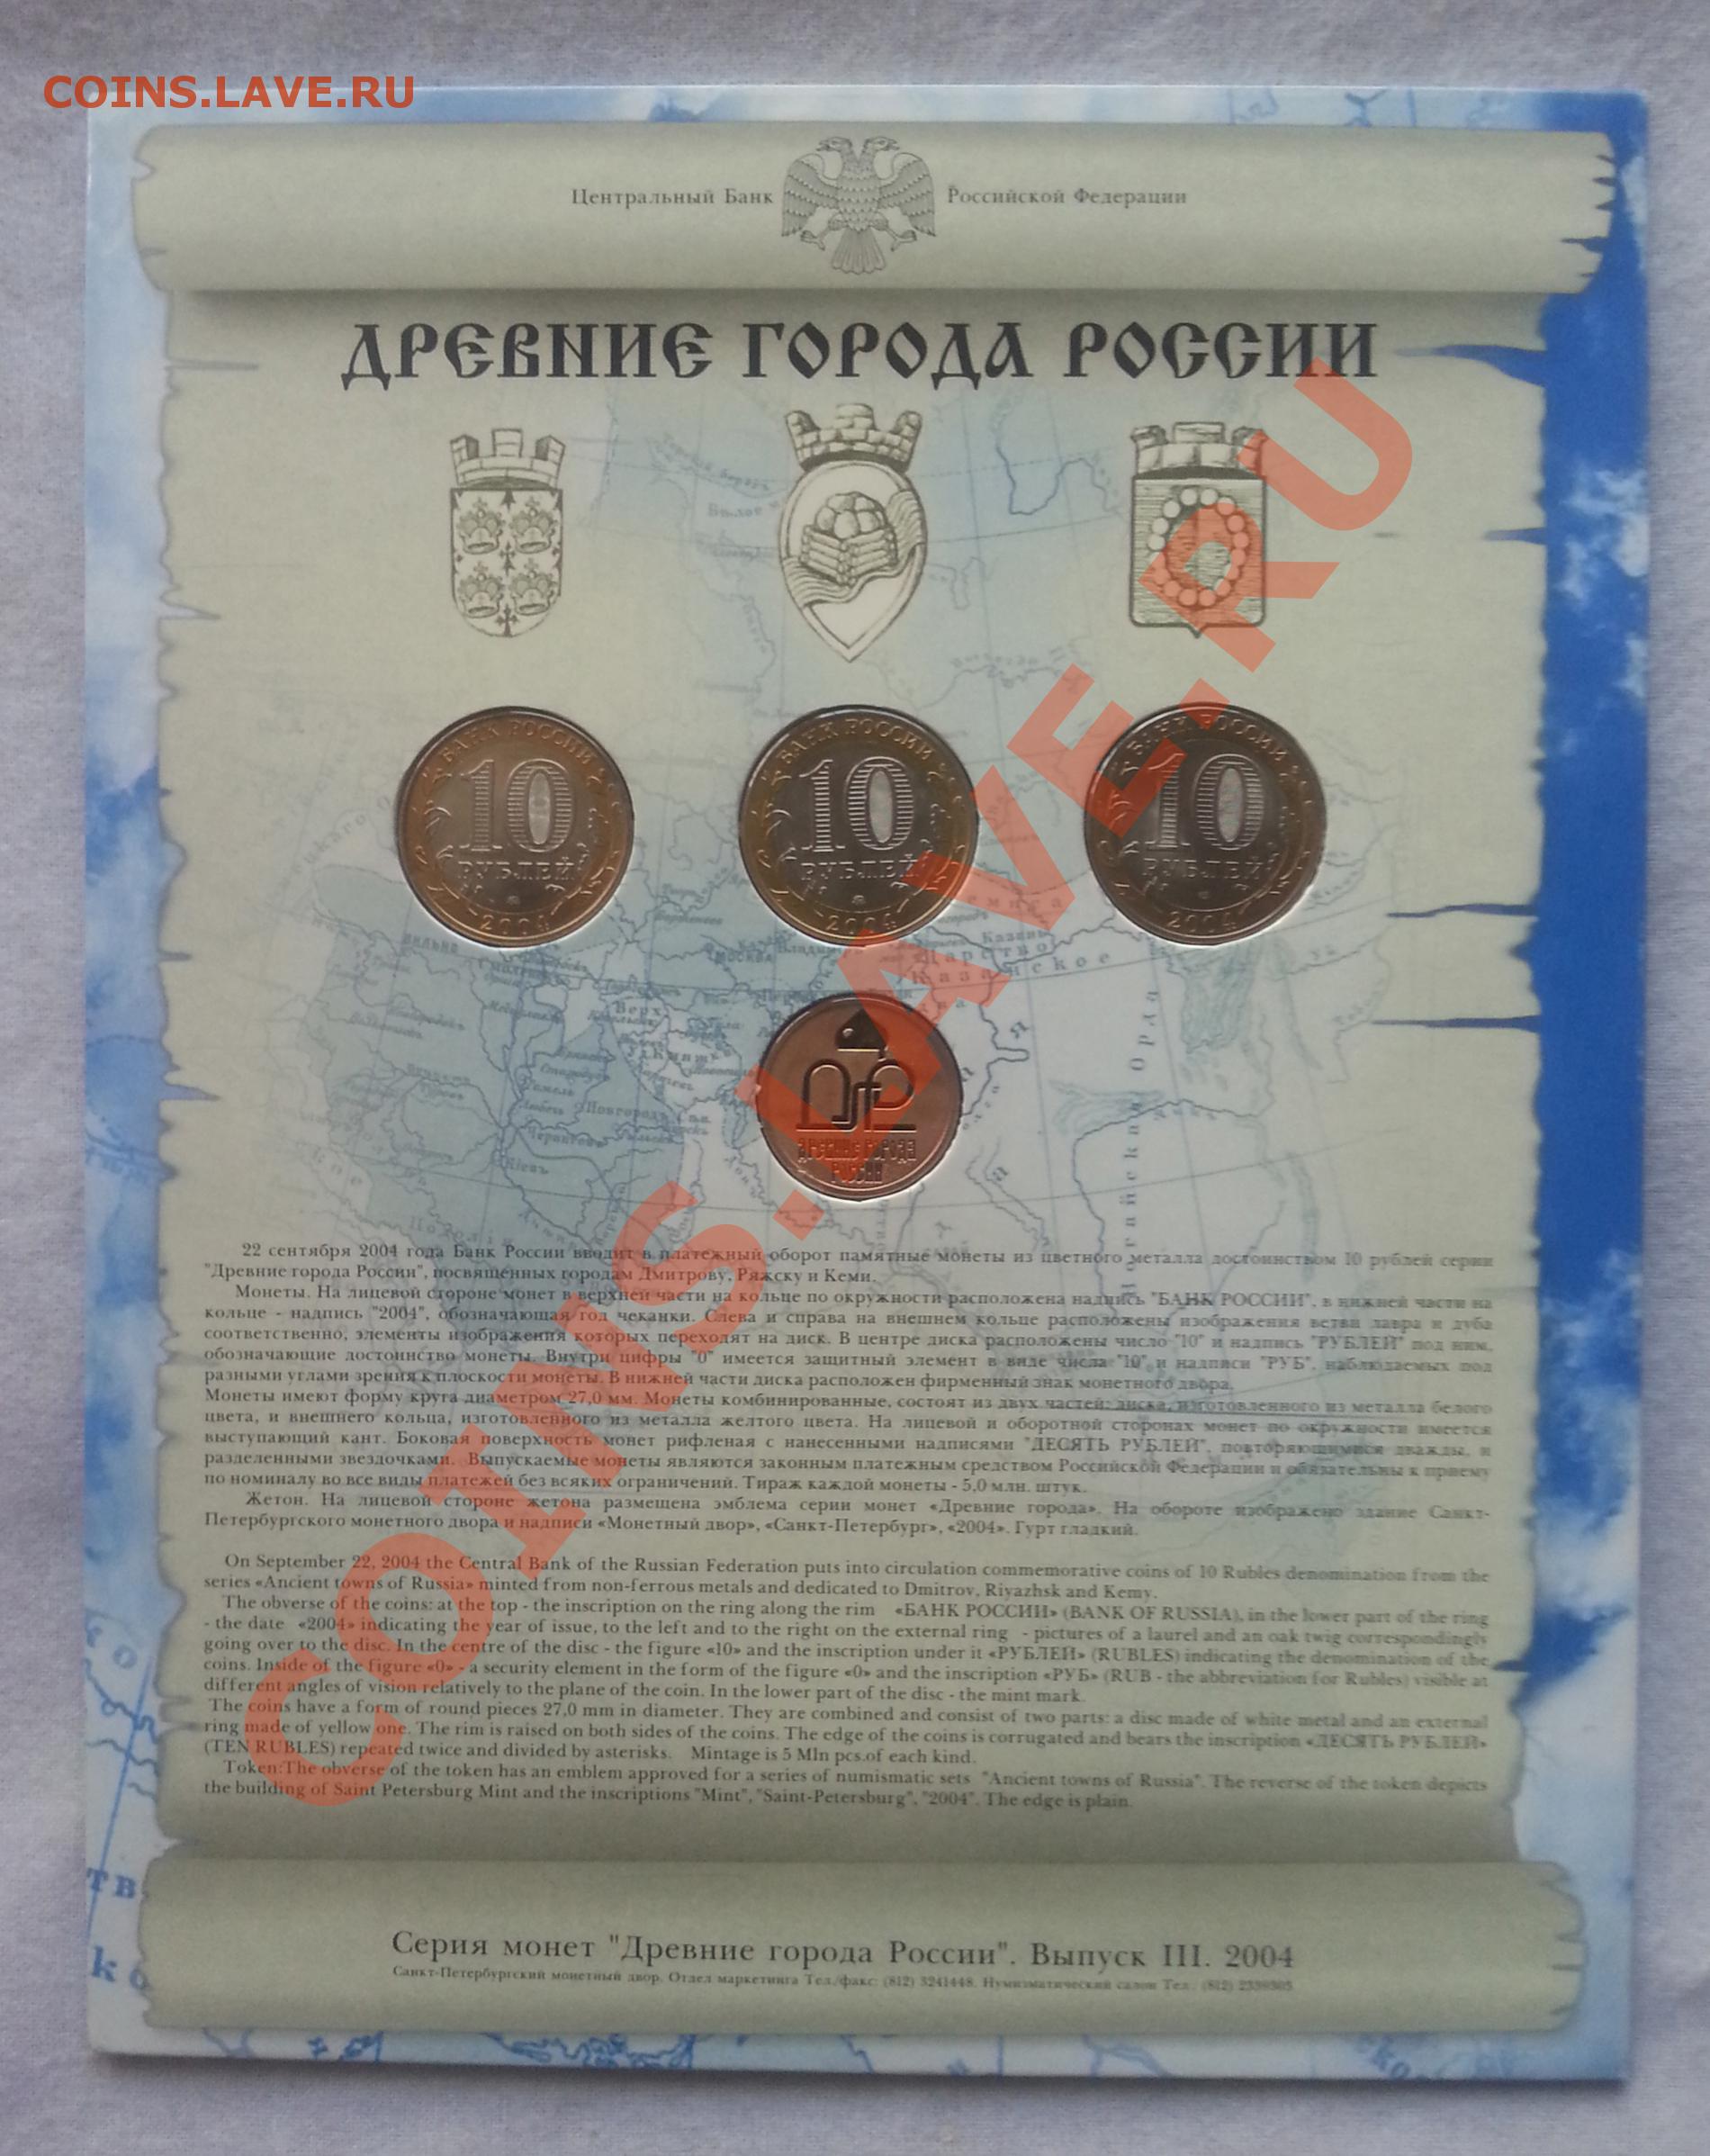 COINS.LAVE.RU
Центральный Банк Российской Федерации
ДРЕВНИЕ ГОРОДА РОССИИ
БАНК РОССИИ
10
РУБЛЕЙ
2004
БАНК РОССИИ
10
РУБЛЕЙ
2004
БАНК РОССИИ
10
РУБЛЕЙ
2004
ДРЕВНИЕ ГОРОДА
РОССИИ
22 сентября 2004 года Банк России вводит в платежный оборот памятные монеты из цветного металла достоинством 10 рублей серии
"Древние города России", посвященных городам Дмитрову, Ряжску и Кеми.
Монеты. На лицевой стороне монет в верхней части на кольце по окружности расположена надпись "БАНК РОССИИ", в нижней части на
кольце - надпись "2004", обозначающая год чеканки. Слева и справа на внешнем кольце расположены изображения ветви лавра и дуба
соответственно, элементы изображения которых переходят на диск. В центре диска расположены число "10" и надпись "РУБЛЕЙ" под ним,
обозначающие достоинство монеты. Внутри цифры "0" имеется защитный элемент в виде числа "10" и надписи "РУБ", наблюдаемых под
разными углами зрения к плоскости монеты. В нижней части диска расположен фирменный знак монетного двора.
Монеты имеют форму круга диаметром 27,0 мм. Монеты комбинированные, состоят из двух частей: диска, изготовленного из металла белого
цвета, и внешнего кольца, изготовленного из металла желтого цвета. На лицевой и оборотной сторонах монет по окружности имеется
выступающий кант. Боковая поверхность монет рифленая с нанесенными надписями "ДЕСЯТЬ РУБЛЕЙ", повторяющимися дважды, и
разделенными звездочками. Выпускаемые монеты являются законным платежным средством Российской Федерации и обязательны к приему
по номиналу во все виды платежей без всяких ограничений. Тираж каждой монеты - 5,0 млн. штук.
Жетон. На лицевой стороне жетона размещена эмблема серии монет «Древние города». На обороте изображено здание Санкт-
Петербургского монетного двора и надписи «Монетный двор», «Санкт-Петербург», «2004». Гурт гладкий.
On September 22, 2004 the Central Bank of the Russian Federation puts into circulation commemorative coins of 10 Rubles denomination from the
series «Ancient towns of Russia» minted from non-ferrous metals and dedicated to Dmitrov, Riyazhsk and Kemy.
The obverse of the coins: at the top - the inscription on the ring along the rim «БАНК РОССИИ» (BANK OF RUSSIA), in the lower part of the ring
- the date «2004» indicating the year of issue, to the left and to the right on the external ring - pictures of a laurel and an oak twig correspondingly
going over to the disc. In the centre of the disc - the figure «10» and the inscription under it «РУБЛЕЙ» (RUBLES) indicating the denomination of the
coins. Inside of the figure «0» - a security element in the form of the figure «0» and the inscription «РУБ» (RUB - the abbreviation for Rubles) visible at
different angles of vision relatively to the plane of the coin. In the lower part of the disc - the mint mark.
The coins have a form of round pieces 27,0 mm in diameter. They are combined and consist of two parts: a disc made of white metal and an external
ring made of yellow one. The rim is raised on both sides of the coins. The edge of the coins is corrugated and bears the inscription «ДЕСЯТЬ РУБЛЕЙ»
(TEN RUBLES) repeated twice and divided by asterisks. Mintage is 5 Mln pcs.of each kind.
Token:The obverse of the token has an emblem approved for a series of numismatic sets "Ancient towns of Russia". The reverse of the token depicts
the building of Saint Petersburg Mint and the inscriptions "Mint", "Saint-Petersburg", "2004". The edge is plain.
Серия монет "Древние города России". Выпуск III. 2004
Санкт-Петербургский монетный двор. Отдел маркетинга Тел./факс: (812) 3241448. Нумизматический салон Тел.: (812) 2339305
COINS.LAVE.RU